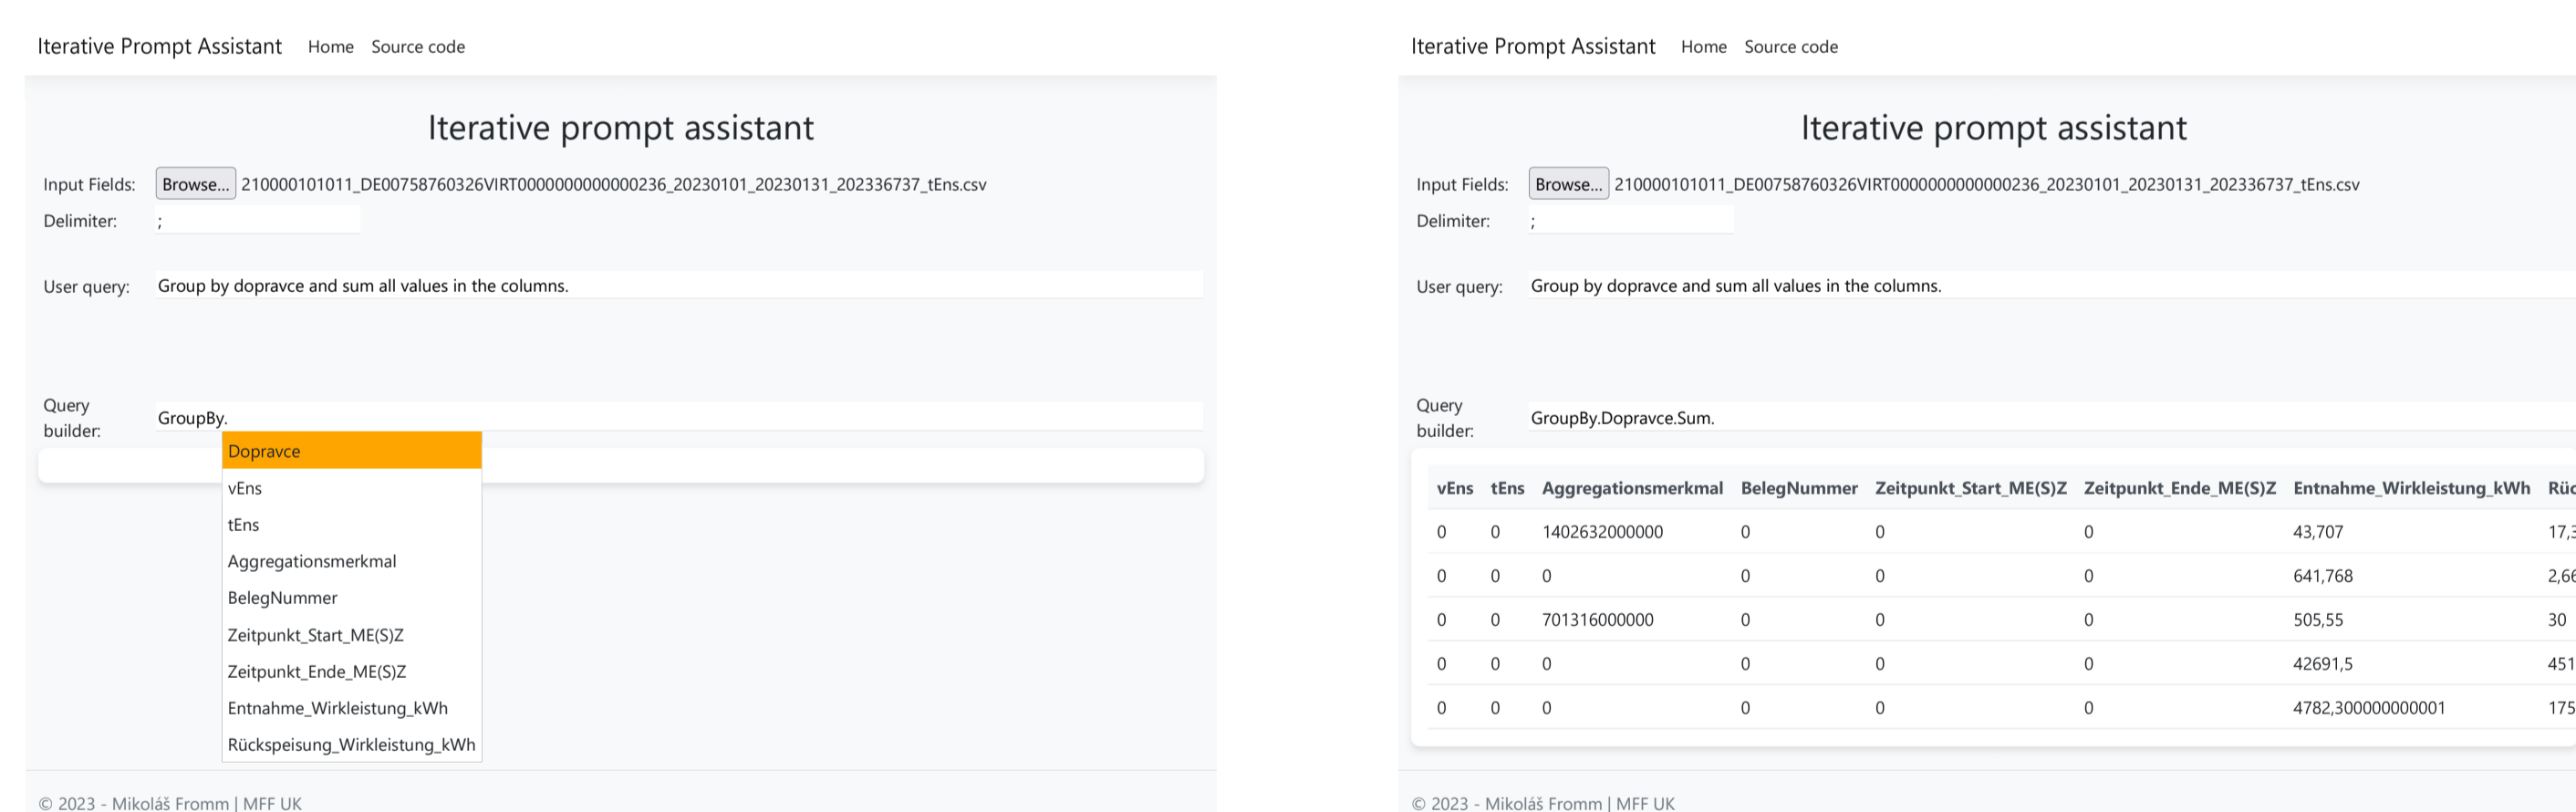 Iterative Prompt Assistant Home Source code
Iterative prompt assistant
Input Fields: Browse... 210000101011_DE00758760326VIRT0000000000000236_20230101_20230131_202336737_tEns.csv
Delimiter: ;
User query: Group by dopravce and sum all values in the columns.
Query builder: GroupBy.
Dopravce
vEns
tEns
Aggregationsmerkmal
BelegNummer
Zeitpunkt_Start_ME(S)Z
Zeitpunkt_Ende_ME(S)Z
Entnahme_Wirkleistung_kWh
Rückspeisung_Wirkleistung_kWh
© 2023 - Mikoláš Fromm | MFF UK
Iterative Prompt Assistant Home Source code
Iterative prompt assistant
Input Fields: Browse... 210000101011_DE00758760326VIRT0000000000000236_20230101_20230131_202336737_tEns.csv
Delimiter: ;
User query: Group by dopravce and sum all values in the columns.
Query builder: GroupBy.Dopravce.Sum.
vEns tEns Aggregationsmerkmal BelegNummer Zeitpunkt_Start_ME(S)Z Zeitpunkt_Ende_ME(S)Z Entnahme_Wirkleistung_kWh
0 0 1402632000000 0 0 0 43,707
0 0 0 0 0 0 641,768
0 0 701316000000 0 0 0 505,55 30
0 0 0 0 0 0 42691,5 451
0 0 0 0 0 0 4782,300000000001 175
© 2023 - Mikoláš Fromm | MFF UK